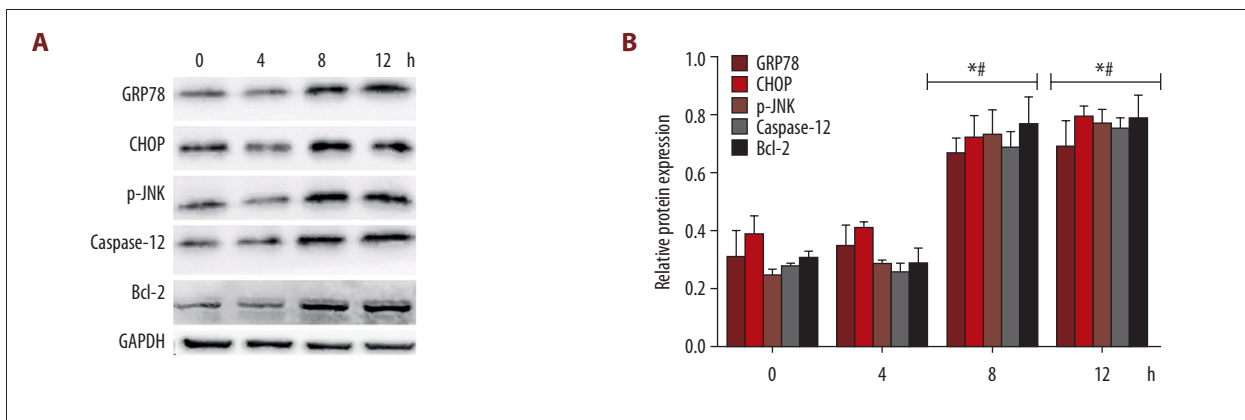 A
0 4 8 12 h
GRP78
CHOP
p-JNK
Caspase-12
Bcl-2
GAPDH
B
Relative protein expression
1.0
0.8
0.6
0.4
0.2
0.0
GRP78
CHOP
p-JNK
Caspase-12
Bcl-2
*#
*#
0 4 8 12 h